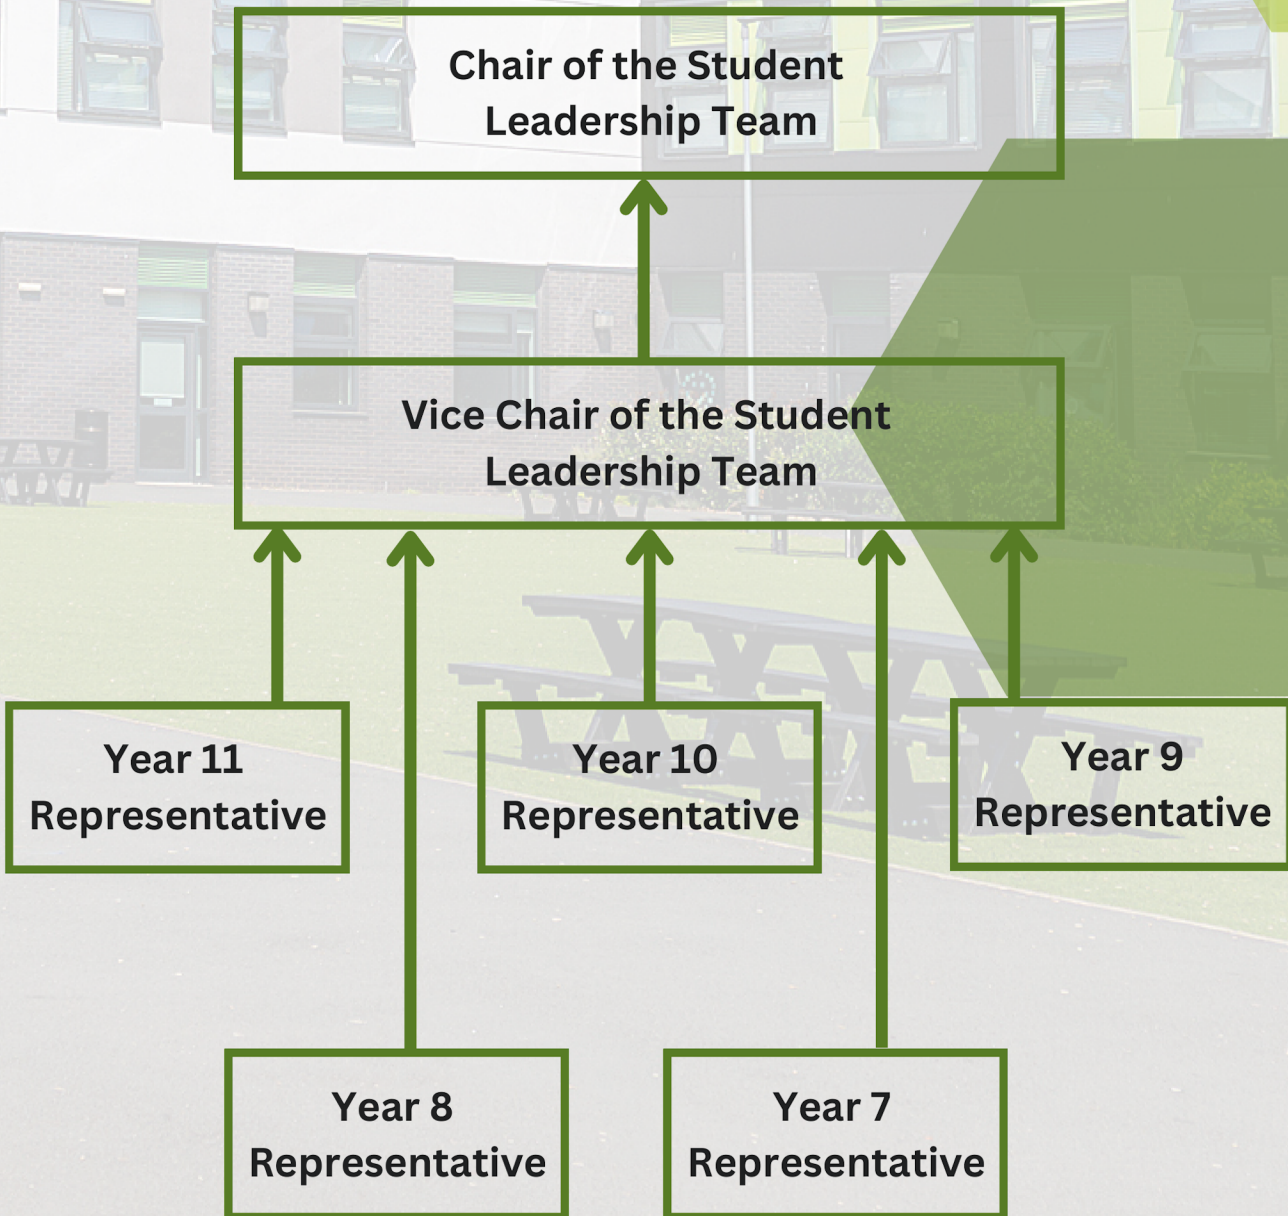 Chair of the Student
Leadership Team
Vice Chair of the Student
Leadership Team
Year 11
Representative
Year 10
Representative
Year 9
Representative
Year 8
Representative
Year 7
Representative